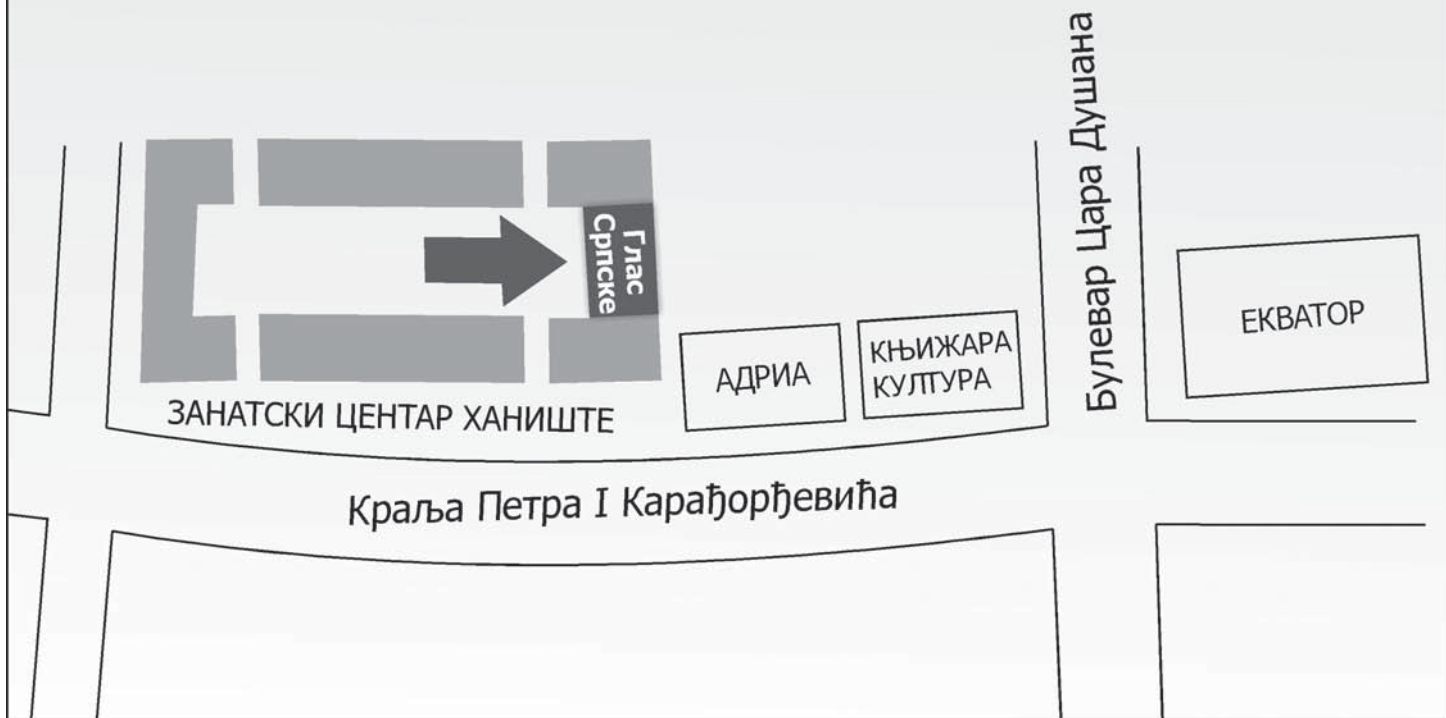 Булевар Цара Душана
Глас
Српске
ЕКВАТОР
АДРИА
КЊИЖАРА
КУЛТУРА
ЗАНАТСКИ ЦЕНТАР ХАНИШТЕ
Краља Петра I Карађорђевића